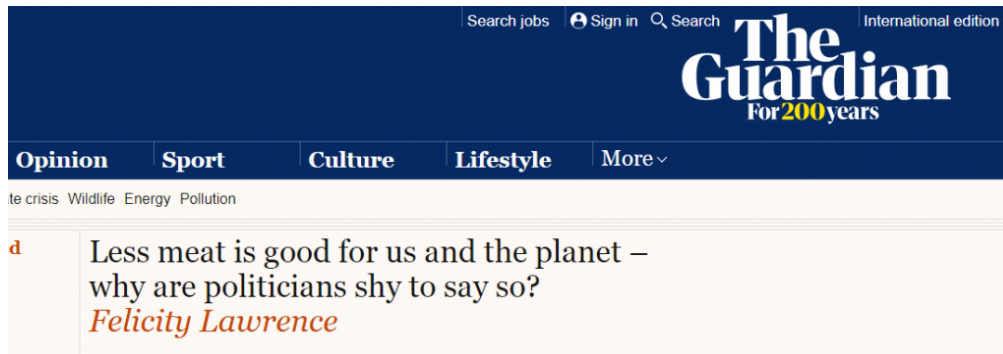 Search jobs Sign in Search International edition
The
Guardian
For 200 years
Opinion Sport Culture Lifestyle More
te crisis Wildlife Energy Pollution
d
Less meat is good for us and the planet –
why are politicians shy to say so?
Felicity Lawrence